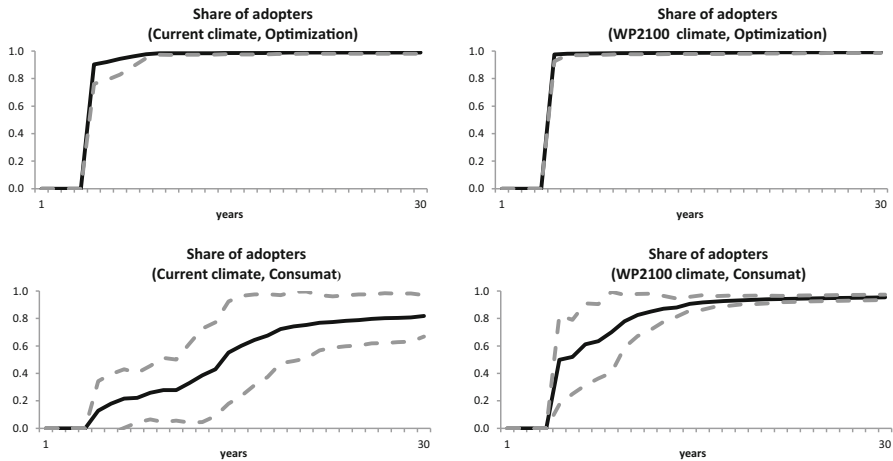 Share of adopters
(Current climate, Optimization)
1.0
0.8
0.6
0.4
0.2
0.0
1
30
years
Share of adopters
(WP2100 climate, Optimization)
1.0
0.8
0.6
0.4
0.2
0.0
1
30
years
Share of adopters
(Current climate, Consumat)
1.0
0.8
0.6
0.4
0.2
0.0
1
30
years
Share of adopters
(WP2100 climate, Consumat)
1.0
0.8
0.6
0.4
0.2
0.0
1
30
years